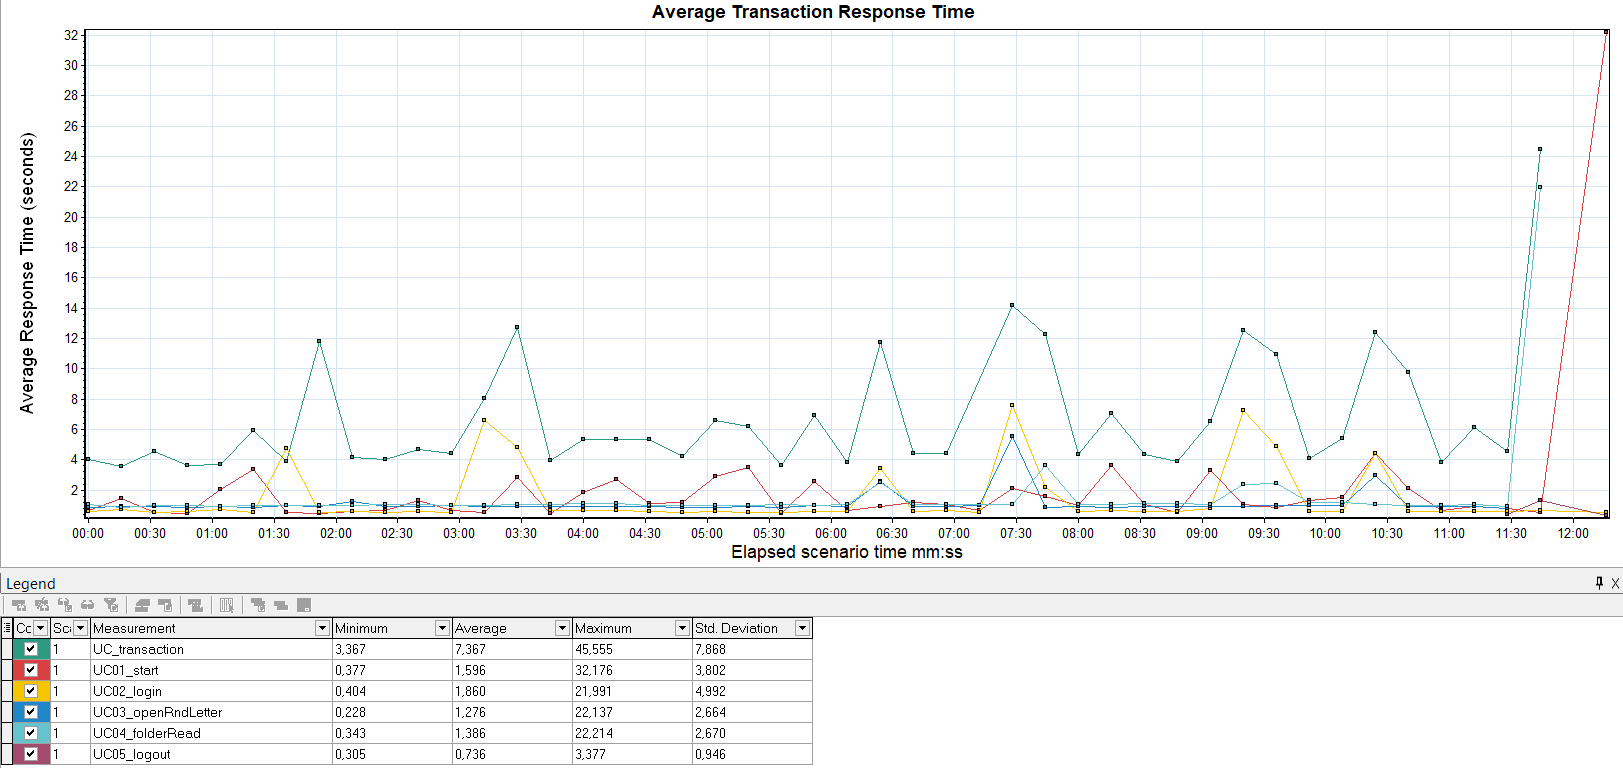 Average Transaction Response Time
32
30
28
26
24
22
20
18
16
14
12
10
8
6
4
2
Average Response Time (seconds)
00:00 00:30 01:00 01:30 02:00 02:30 03:00 03:30 04:00 04:30 05:00 05:30 06:00 06:30 07:00 07:30 08:00 08:30 09:00 09:30 10:00 10:30 11:00 11:30 12:00
Elapsed scenario time mm:ss
Legend
Measurement Minimum Average Maximum Std. Deviation
1 UC_transaction 3,367 7,367 45,555 7,868
1 UC01_start 0,377 1,596 32,176 3,802
1 UC02_login 0,404 1,860 21,991 4,992
1 UC03_openRndLetter 0,228 1,276 22,137 2,664
1 UC04_folderRead 0,343 1,386 22,214 2,670
1 UC05_logout 0,305 0,736 3,377 0,946